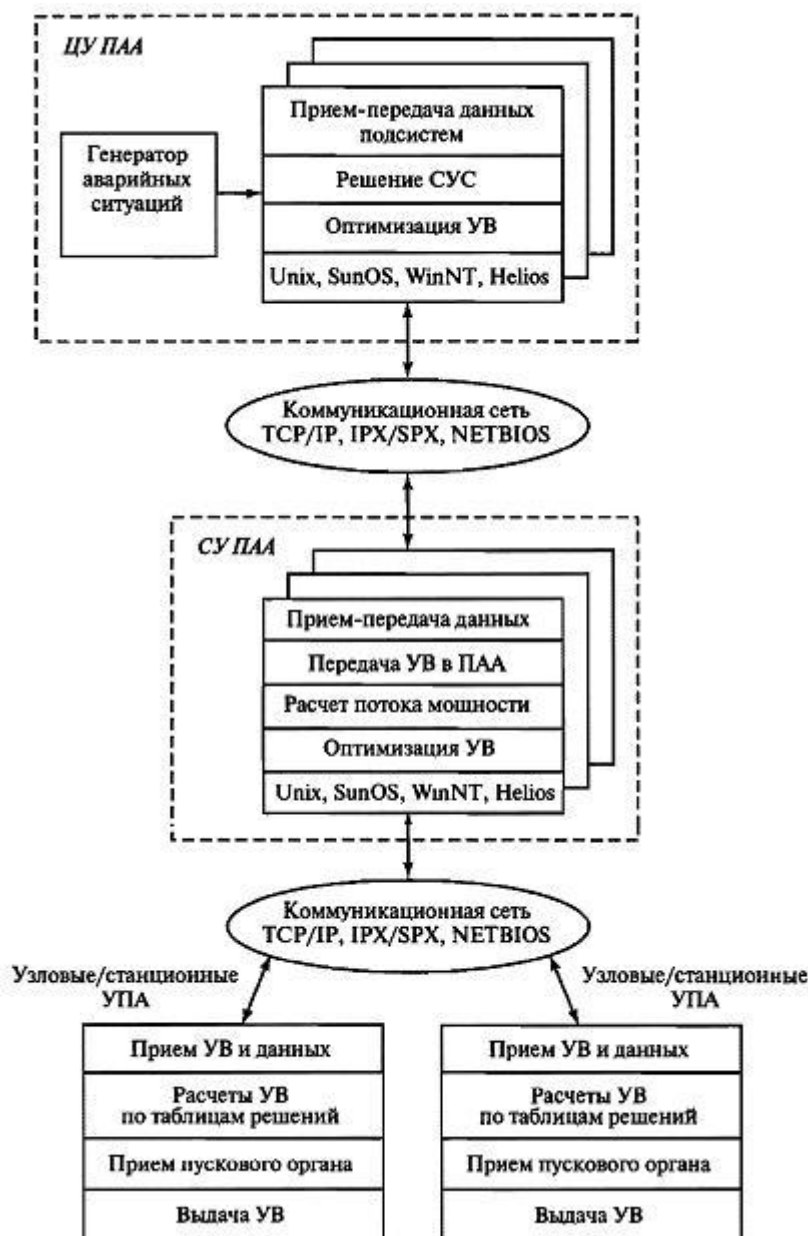 ЦУ ПАА
Генератор
аварийных
ситуаций
Прием-передача данных
подсистем
Решение СУС
Оптимизация УВ
Unix, SunOS, WinNT, Helios
Коммуникационная сеть
TCP/IP, IPX/SPX, NETBIOS
СУ ПАА
Прием-передача данных
Передача УВ в ПАА
Расчет потока мощности
Оптимизация УВ
Unix, SunOS, WinNT, Helios
Коммуникационная сеть
TCP/IP, IPX/SPX, NETBIOS
Узловые/станционные
УПА
Прием УВ и данных
Расчеты УВ
по таблицам решений
Прием пускового органа
Выдача УВ
Узловые/станционные
УПА
Прием УВ и данных
Расчеты УВ
по таблицам решений
Прием пускового органа
Выдача УВ